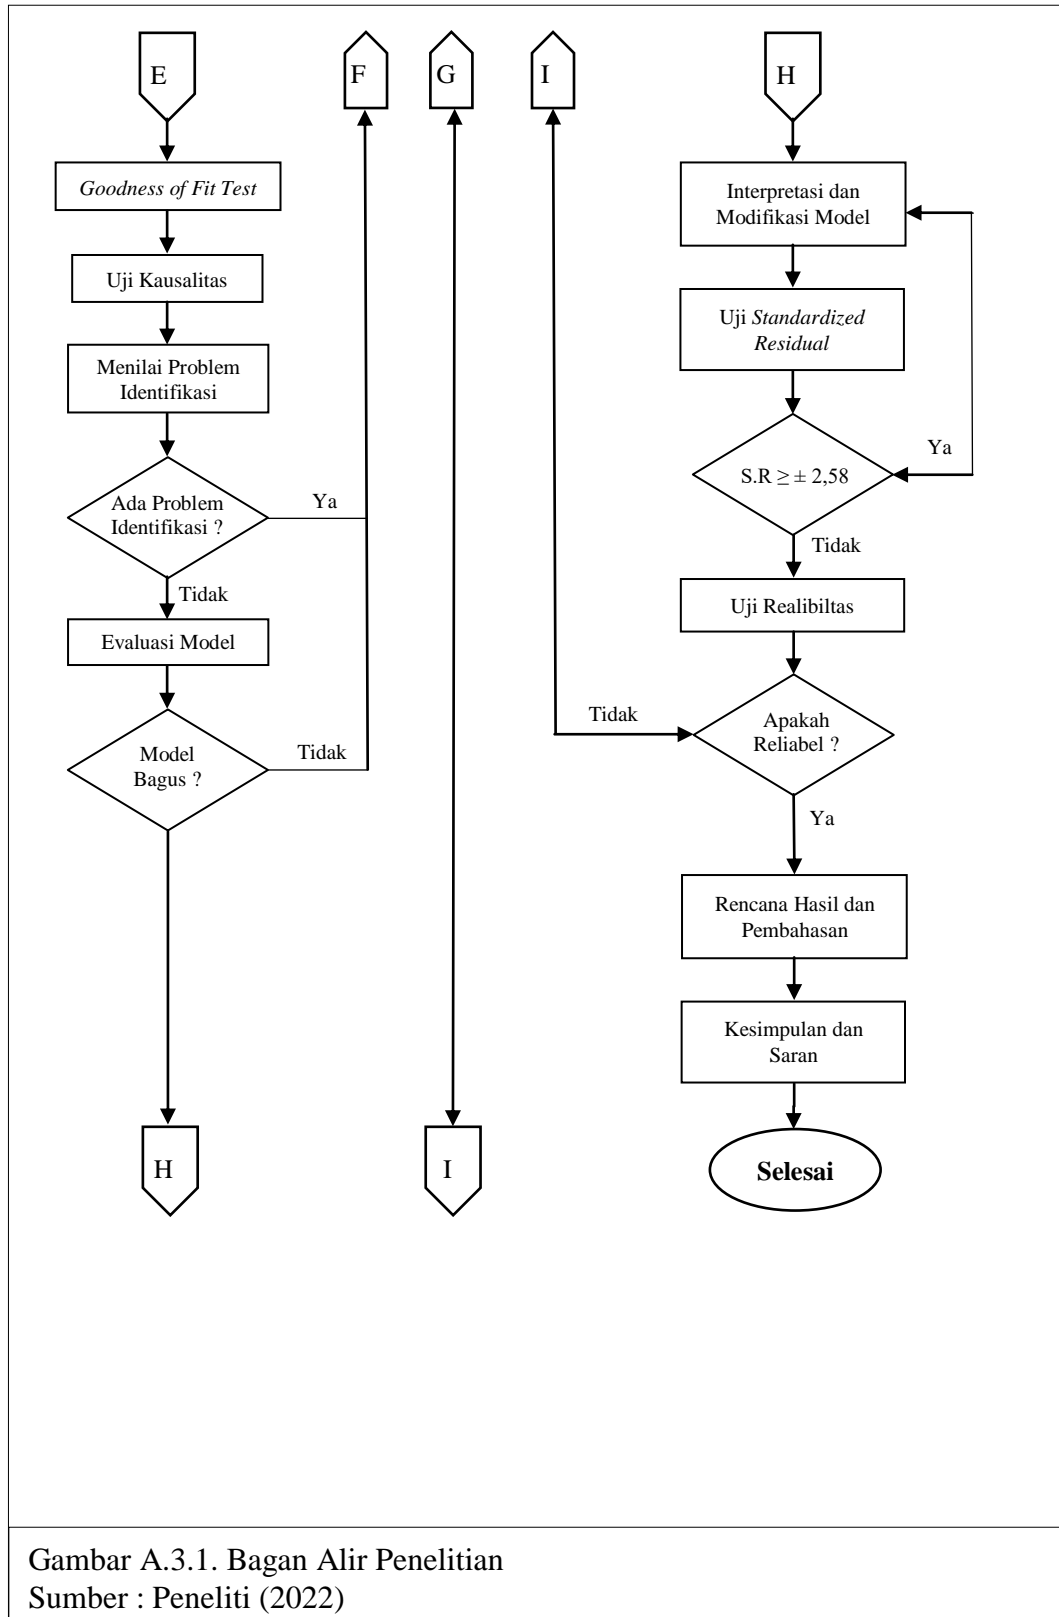 E
F
G
I
H
Goodness of Fit Test
Uji Kausalitas
Menilai Problem
Identifikasi
Ada Problem
Identifikasi ?
Ya
Tidak
Evaluasi Model
Model
Bagus ?
Tidak
H
I
Interpretasi dan
Modifikasi Model
Uji Standardized
Residual
S.R ≥ ± 2,58
Ya
Tidak
Uji Realibiltas
Apakah
Reliabel ?
Tidak
Ya
Rencana Hasil dan
Pembahasan
Kesimpulan dan
Saran
Selesai
Gambar A.3.1. Bagan Alir Penelitian
Sumber : Peneliti (2022)